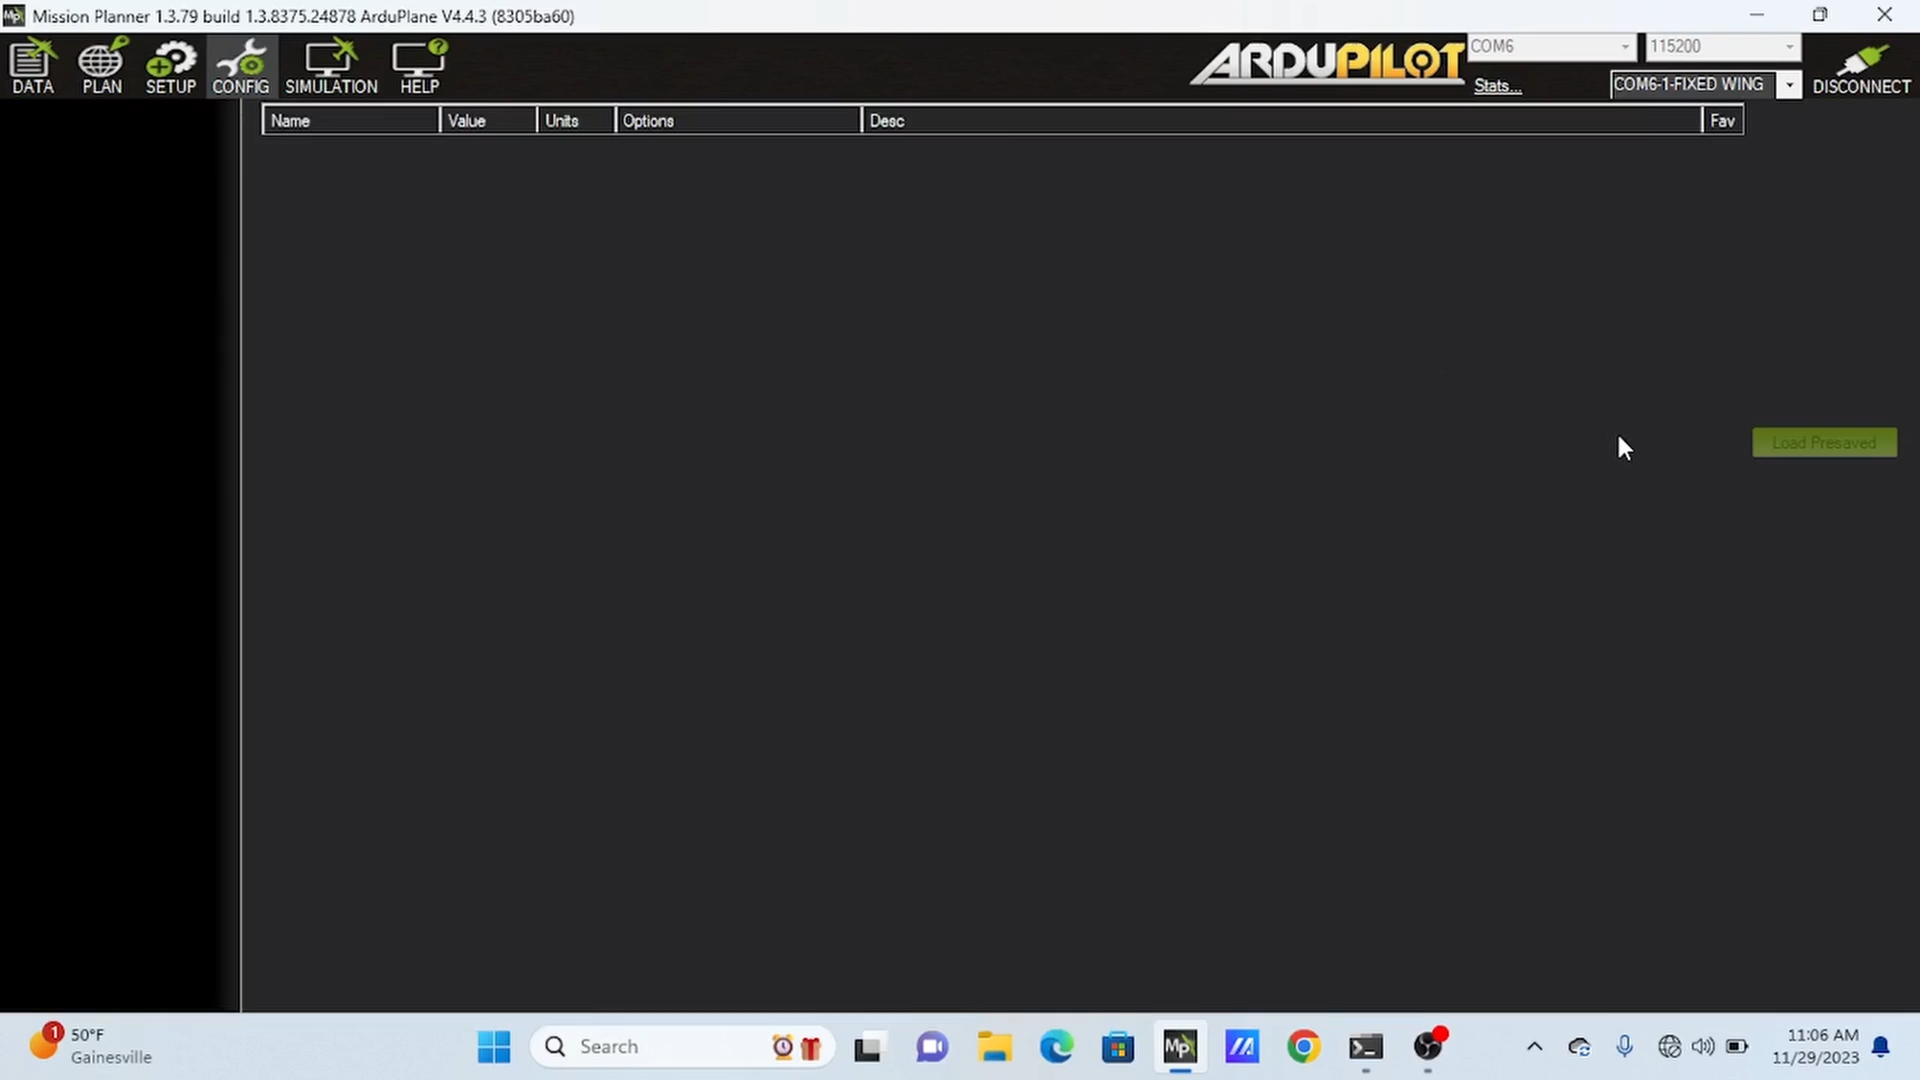 Mission Planner 1.3.79 build 1.3.8375.24878 ArduPlane V4.4.3 (8305ba60)
DATA
PLAN
SETUP
CONFIG
SIMULATION
HELP
ARDUPILOT
COM6
115200
Stats...
COM6-1-FIXED WING
DISCONNECT
Name
Value
Units
Options
Desc
Fav
Load Presaved
1
50°F
Gainesville
Search
MP
11:06 AM
11/29/2023